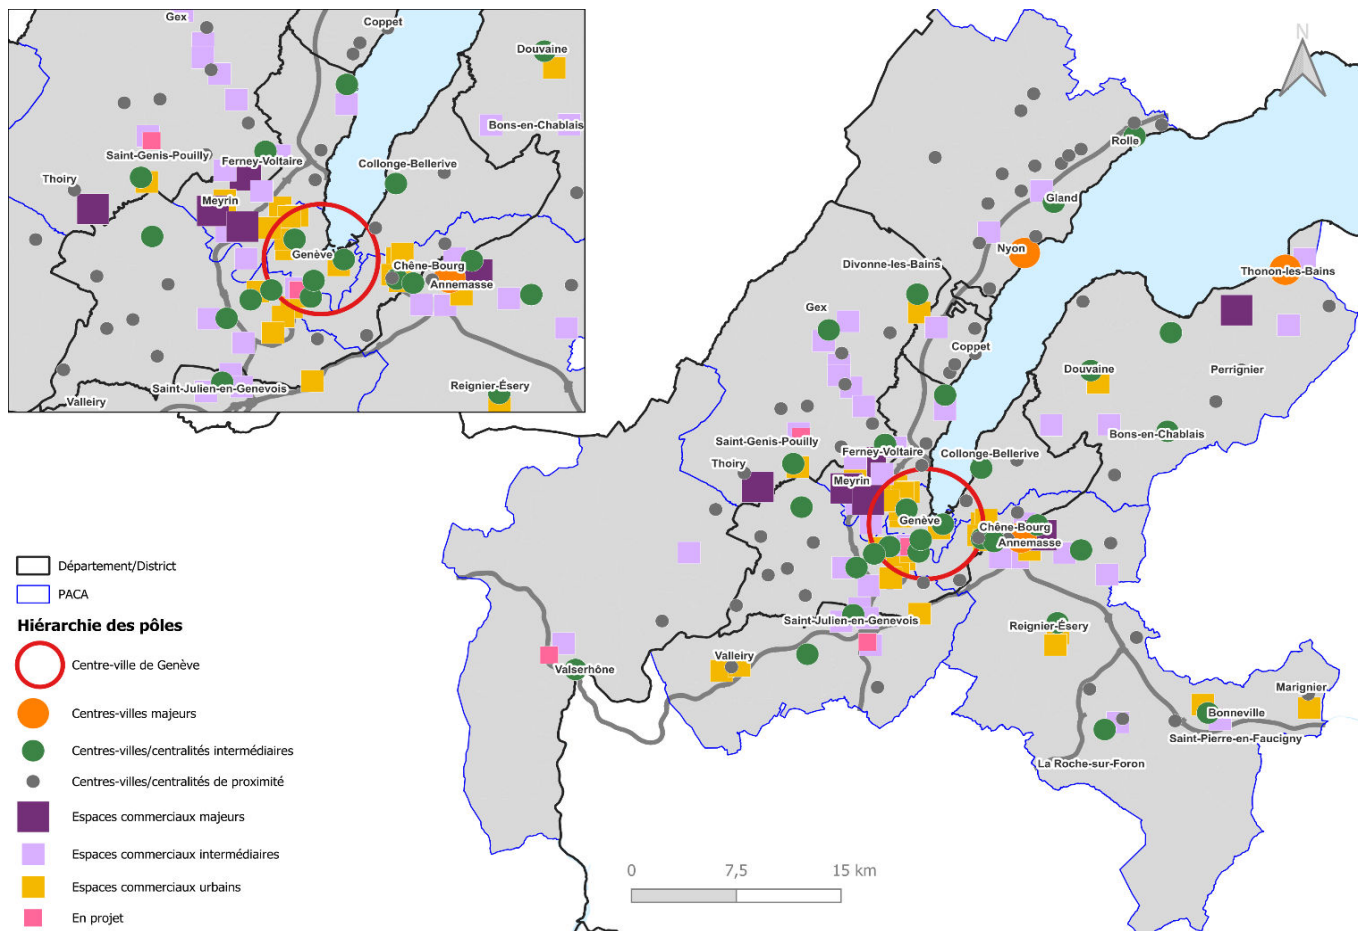 Gex
Coppet
Douvaine
Bons-en-Chablais
Saint-Genis-Pouilly
Ferney-Voltaire
Collonge-Bellerive
Thoiry
Meyrin
Genève
Chêne-Bourg
Annemasse
Saint-Julien-en-Genevois
Reignier-Ésery
Valleiry
N
Rolle
Gland
Nyon
Divonne-les-Bains
Thonon-les-Bains
Gex
Coppet
Douvaine
Perrignier
Bons-en-Chablais
Saint-Genis-Pouilly
Ferney-Voltaire
Collonge-Bellerive
Thoiry
Meyrin
Genève
Chêne-Bourg
Annemasse
Saint-Julien-en-Genevois
Reignier-Ésery
Valleiry
Valserhône
Marignier
Bonneville
Saint-Pierre-en-Faucigny
La Roche-sur-Foron
Département/District
PACA
Hiérarchie des pôles
Centre-ville de Genève
Centres-villes majeurs
Centres-villes/centralités intermédiaires
Centres-villes/centralités de proximité
Espaces commerciaux majeurs
Espaces commerciaux intermédiaires
Espaces commerciaux urbains
En projet
0 7,5 15 km